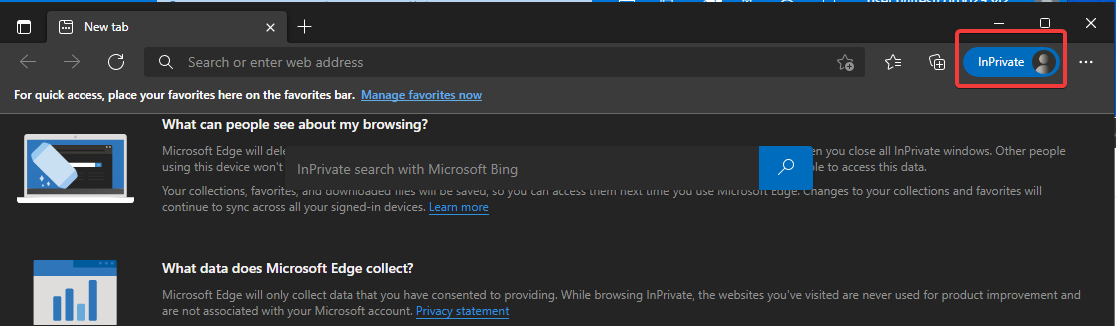 New tab
Search or enter web address
InPrivate
For quick access, place your favorites here on the favorites bar. Manage favorites now
What can people see about my browsing?
Microsoft Edge will dele
en you close all InPrivate windows. Other people
InPrivate search with Microsoft Bing
using this device won't
ple to access this data.
Your collections, favorites, and downloaded files will be saved, so you can access them next time you use Microsoft Edge. Changes to your collections and favorites will
continue to sync across all your signed-in devices. Learn more
What data does Microsoft Edge collect?
Microsoft Edge will only collect data that you have consented to providing. While browsing InPrivate, the websites you've visited are never used for product improvement and
are not associated with your Microsoft account. Privacy statement